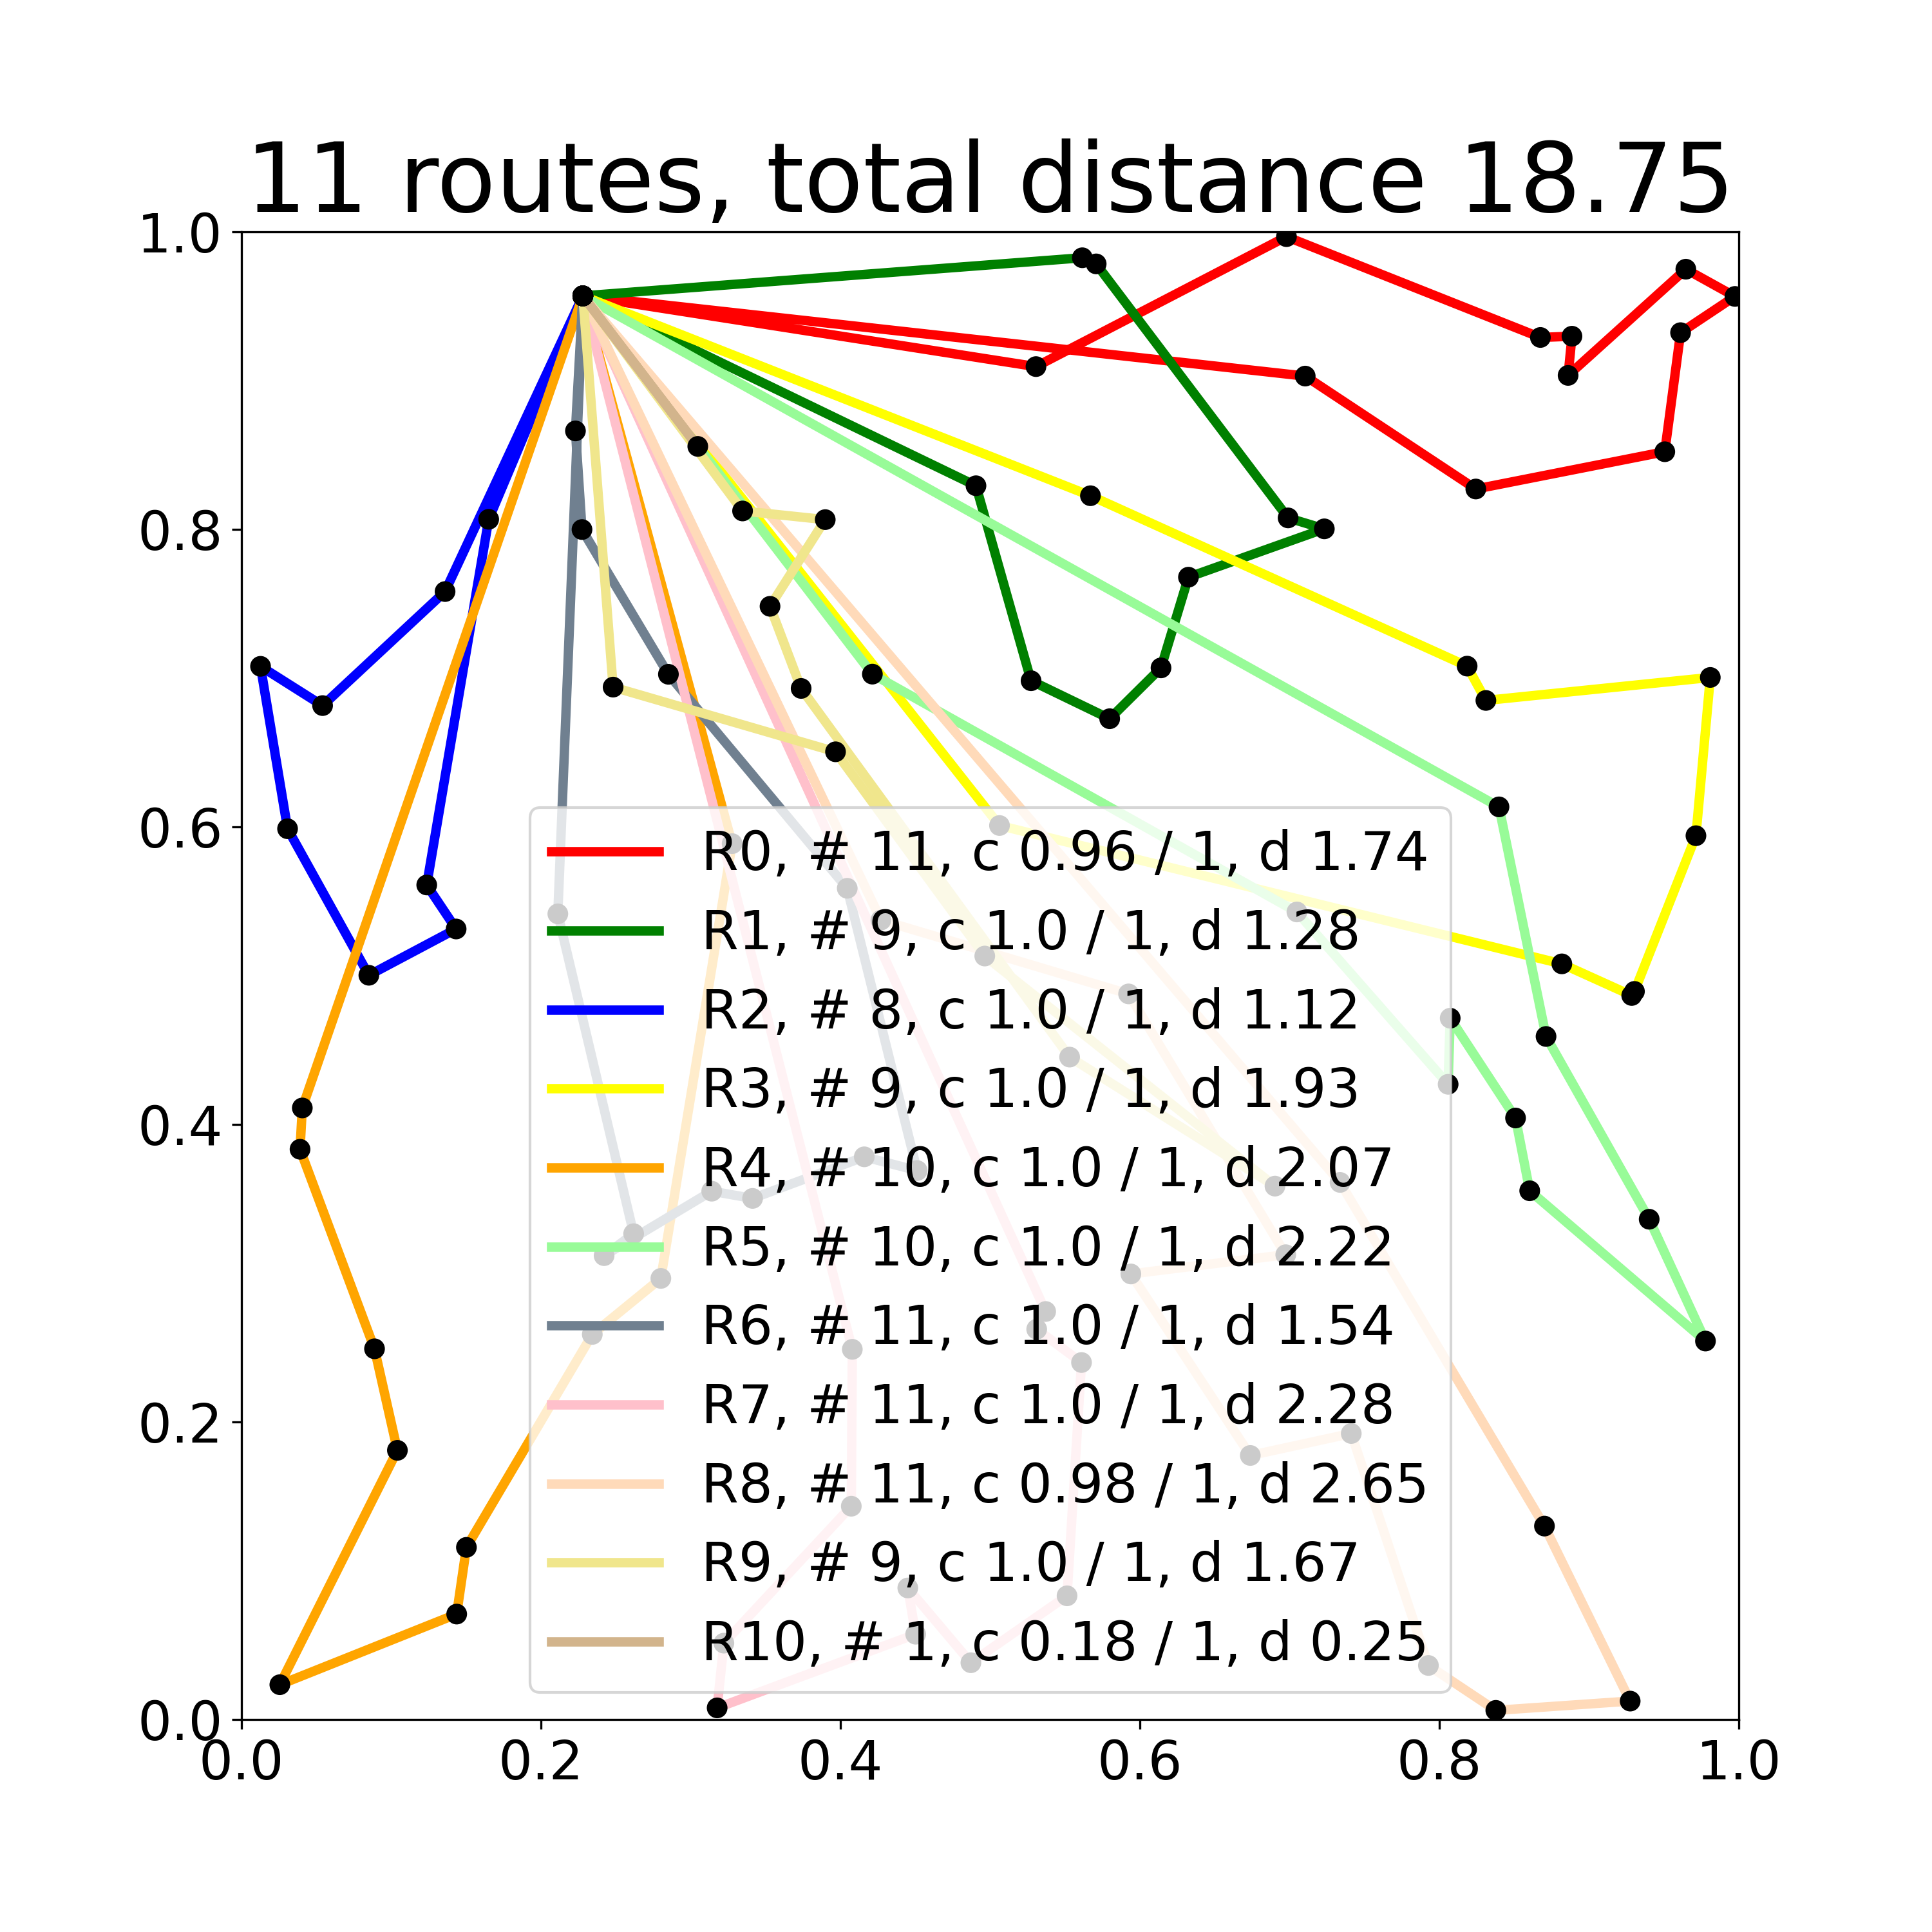 11 routes, total distance 18.75
1.0
0.8
0.6
0.4
0.2
0.0
R0, # 11, c 0.96 / 1, d 1.74
R1, # 9, c 1.0 / 1, d 1.28
R2, # 8, c 1.0 / 1, d 1.12
R3, # 9, c 1.0 / 1, d 1.93
R4, # 10, c 1.0 / 1, d 2.07
R5, # 10, c 1.0 / 1, d 2.22
R6, # 11, c 1.0 / 1, d 1.54
R7, # 11, c 1.0 / 1, d 2.28
R8, # 11, c 0.98 / 1, d 2.65
R9, # 9, c 1.0 / 1, d 1.67
R10, # 1, c 0.18 / 1, d 0.25
0.0 0.2 0.4 0.6 0.8 1.0